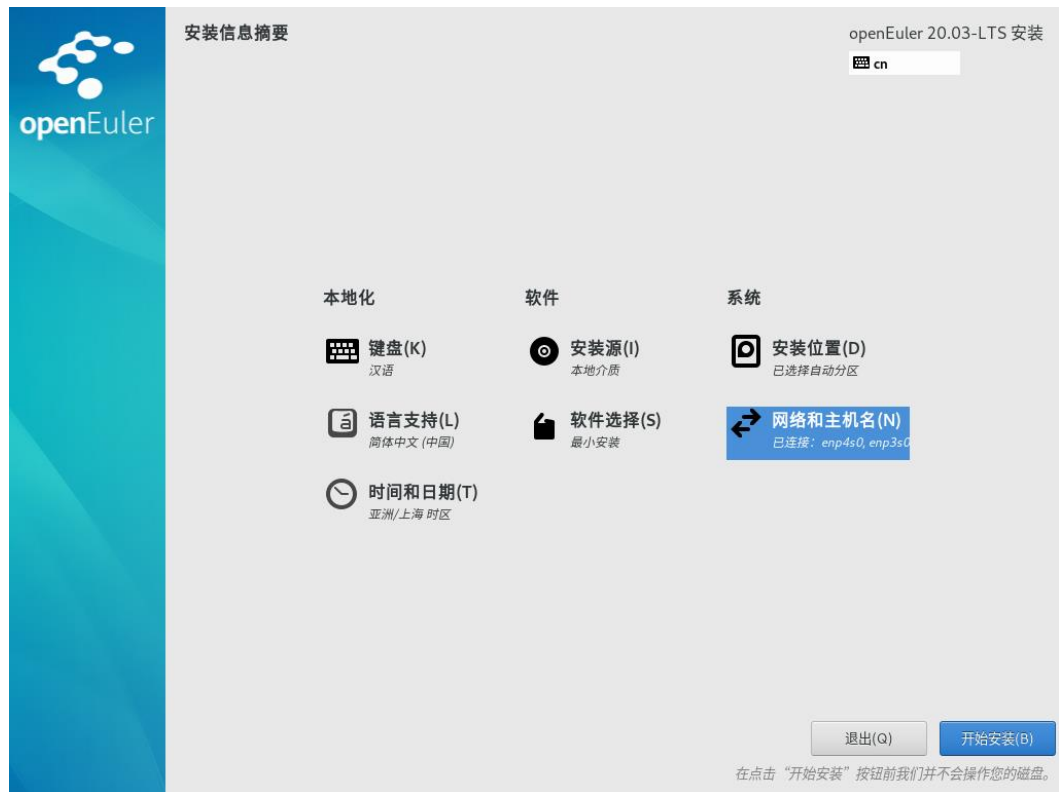 openEuler
安装信息摘要
openEuler 20.03-LTS 安装
cn
本地化
键盘(K)
汉语
语言支持(L)
简体中文 (中国)
时间和日期(T)
亚洲/上海 时区
软件
安装源(I)
本地介质
软件选择(S)
最小安装
系统
安装位置(D)
已选择自动分区
网络和主机名(N)
已连接：enp4s0, enp3s0
退出(Q)
开始安装(B)
在点击“开始安装”按钮前我们并不会操作您的磁盘。